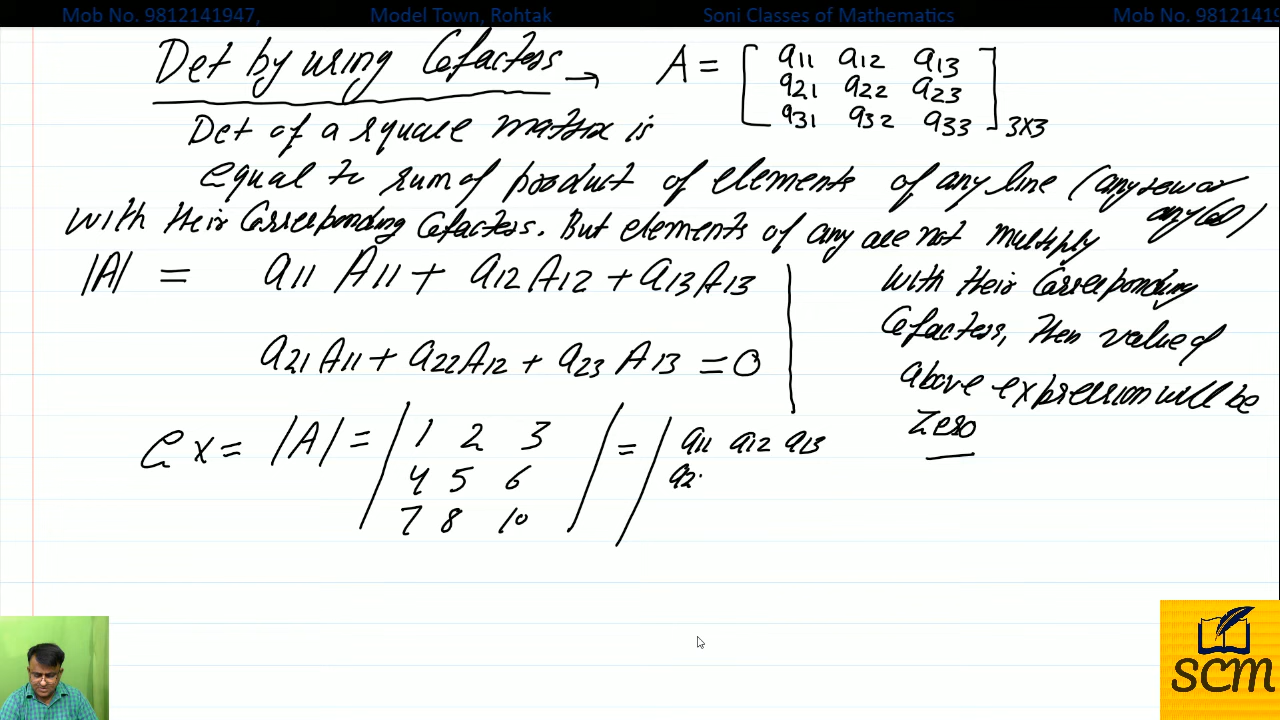 Mob No. 9812141947, Model Town, Rohtak Soni Classes of Mathematics Mob No. 98121419
Det by using Cofactors → A = [ a11 a12 a13
a21 a22 a23
a31 a32 a33 ] 3x3
Det of a square matrix is
equal to sum of product of elements of any line (any row or
any Col)
with their Corresponding Cofactors. But elements of any are not multiply
with their Corresponding
Cofactors, then value of
above expression will be
Zero
|A| = a11 A11 + a12 A12 + a13 A13
a21 A11 + a22 A12 + a23 A13 = 0
Ex = |A| = | 1 2 3 | = | a11 a12 a13
4 5 6 a2
7 8 10
SCM